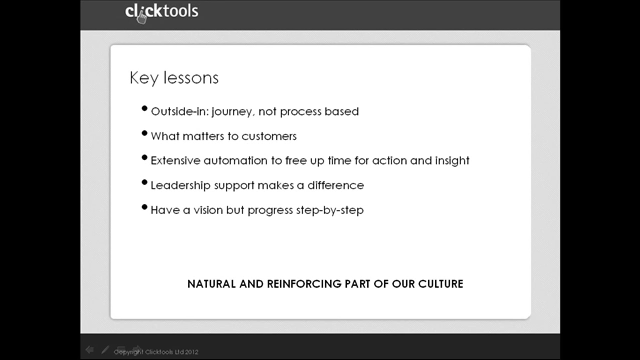 clicktools
Key lessons
• Outside-in: journey, not process based
• What matters to customers
• Extensive automation to free up time for action and insight
• Leadership support makes a difference
• Have a vision but progress step-by-step
NATURAL AND REINFORCING PART OF OUR CULTURE
Copyright Clicktools Ltd 2012